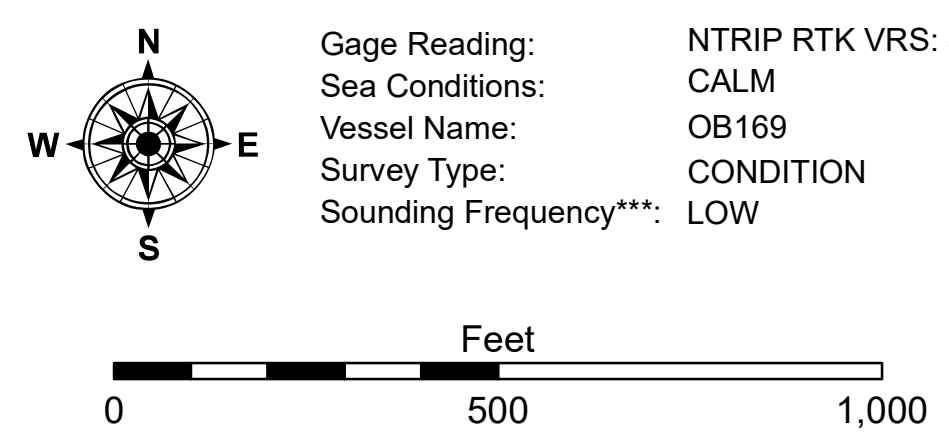 N
W E
S
Gage Reading: NTRIP RTK VRS:
Sea Conditions: CALM
Vessel Name: OB169
Survey Type: CONDITION
Sounding Frequency***: LOW
Feet
0 500 1,000